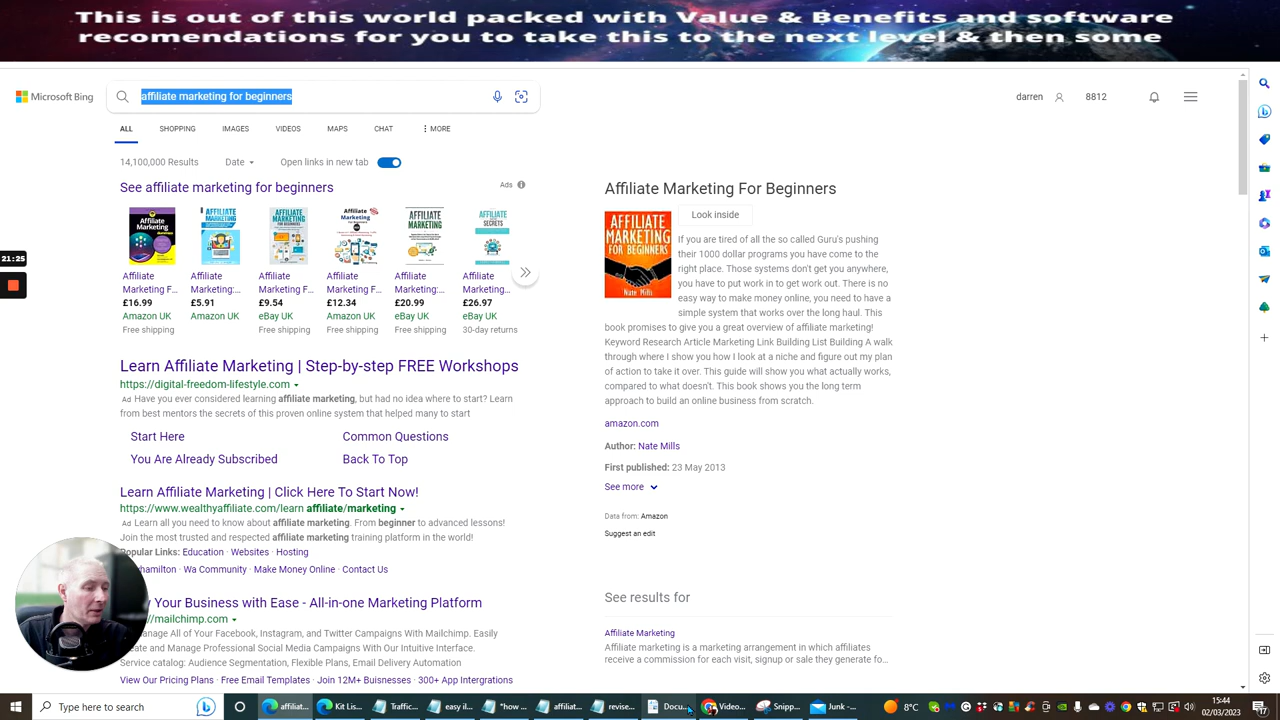 This is out of this world packed with Value & Benefits and software
recomendations for you to take this to the next level & then some
Microsoft Bing
affiliate marketing for beginners
darren
8812
ALL SHOPPING IMAGES VIDEOS MAPS CHAT MORE
14,100,000 Results Date Open links in new tab
See affiliate marketing for beginners
Ads
Affiliate Marketing F...
£16.99
Amazon UK
Free shipping
Affiliate Marketing:...
£5.91
Amazon UK
Affiliate Marketing F...
£9.54
eBay UK
Free shipping
Affiliate Marketing F...
£12.34
Amazon UK
Free shipping
Affiliate Marketing:...
£20.99
eBay UK
Free shipping
Affiliate Marketing...
£26.97
eBay UK
30-day returns
21:25
Learn Affiliate Marketing | Step-by-step FREE Workshops
https://digital-freedom-lifestyle.com
Ad Have you ever considered learning affiliate marketing, but had no idea where to start? Learn
from best mentors the secrets of this proven online system that helped many to start
Start Here Common Questions
You Are Already Subscribed Back To Top
Learn Affiliate Marketing | Click Here To Start Now!
https://www.wealthyaffiliate.com/learn affiliate/marketing
Ad Learn all you need to know about affiliate marketing. From beginner to advanced lessons!
Join the most trusted and respected affiliate marketing training platform in the world!
Popular Links: Education · Websites · Hosting
hamilton · Wa Community · Make Money Online · Contact Us
Your Business with Ease - All-in-one Marketing Platform
//mailchimp.com
anage All of Your Facebook, Instagram, and Twitter Campaigns With Mailchimp. Easily
eate and Manage Professional Social Media Campaigns With Our Intuitive Interface.
Service catalog: Audience Segmentation, Flexible Plans, Email Delivery Automation
View Our Pricing Plans · Free Email Templates · Join 12M+ Buisnesses · 300+ App Intergrations
Affiliate Marketing For Beginners
AFFILIATE
MARKETING
FOR BEGINNERS
Nate Mills
Look inside
If you are tired of all the so called Guru's pushing
their 1000 dollar programs you have come to the
right place. Those systems don't get you anywhere,
you have to put work in to get work out. There is no
easy way to make money online, you need to have a
simple system that works over the long haul. This
book promises to give you a great overview of affiliate marketing!
Keyword Research Article Marketing Link Building List Building A walk
through where I show you how I look at a niche and figure out my plan
of action to take it over. This guide will show you what actually works,
compared to what doesn't. This book shows you the long term
approach to build an online business from scratch.
amazon.com
Author: Nate Mills
First published: 23 May 2013
See more
Data from: Amazon
Suggest an edit
See results for
Affiliate Marketing
Affiliate marketing is a marketing arrangement in which affiliates
receive a commission for each visit, signup or sale they generate fo...
Type here to search
affiliat...
Kit Lis...
Traffic...
easy il...
"how ...
affiliat...
revise...
Docu...
Video...
Snippi...
Junk -...
8°C
15:44
02/03/2023